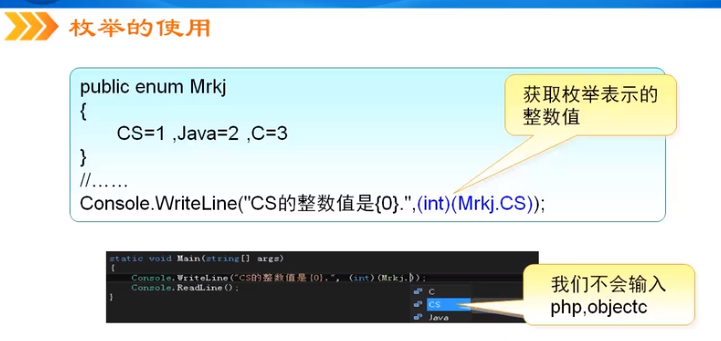 枚举的使用
public enum Mrkj
{
CS=1 ,Java=2 ,C=3
}
//……
Console.WriteLine("CS的整数值是{0}.",(int)(Mrkj.CS));
获取枚举表示的
整数值
static void Main(string[] args)
{
Console.WriteLine("CS的整数值是{0}.", (int)(Mrkj.));
Console.ReadLine();
}
C
CS
Java
我们不会输入
php,objectc